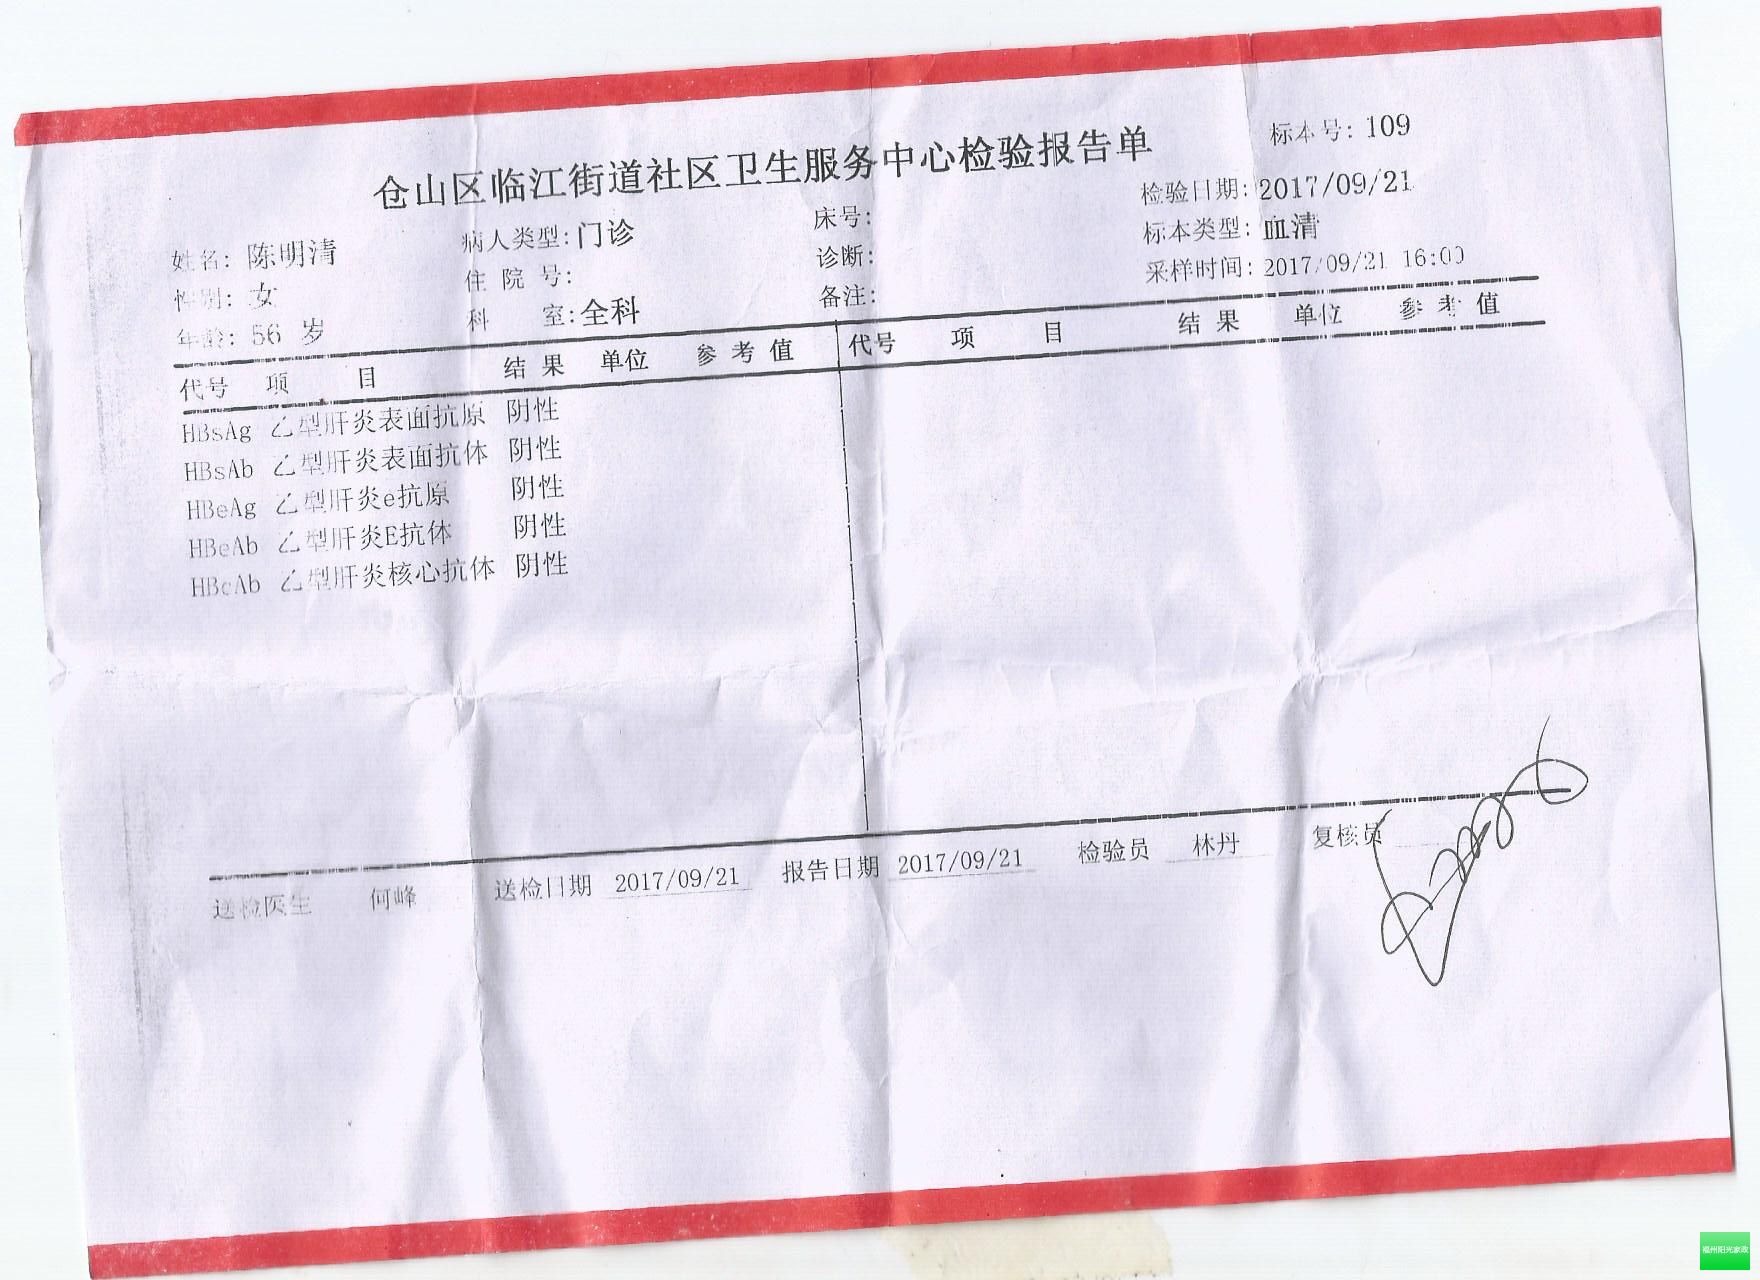 仓山区临江街道社区卫生服务中心检验报告单
标本号: 109
姓名: 陈明清 病人类型: 门诊 床号: 检验日期: 2017/09/21
性别: 女 住院号: 诊断: 标本类型: 血清
年龄: 56 岁 科 室: 全科 备注: 采样时间: 2017/09/21 16:00
代号 项 目 结果 单位 参考值 代号 项 目 结果 单位 参考值
HBsAg 乙型肝炎表面抗原 阴性
HBsAb 乙型肝炎表面抗体 阴性
HBeAg 乙型肝炎e抗原 阴性
HBeAb 乙型肝炎E抗体 阴性
HBcAb 乙型肝炎核心抗体 阴性
送检医生 何峰 送检日期 2017/09/21 报告日期 2017/09/21 检验员 林丹 复核员
福州阳光家政